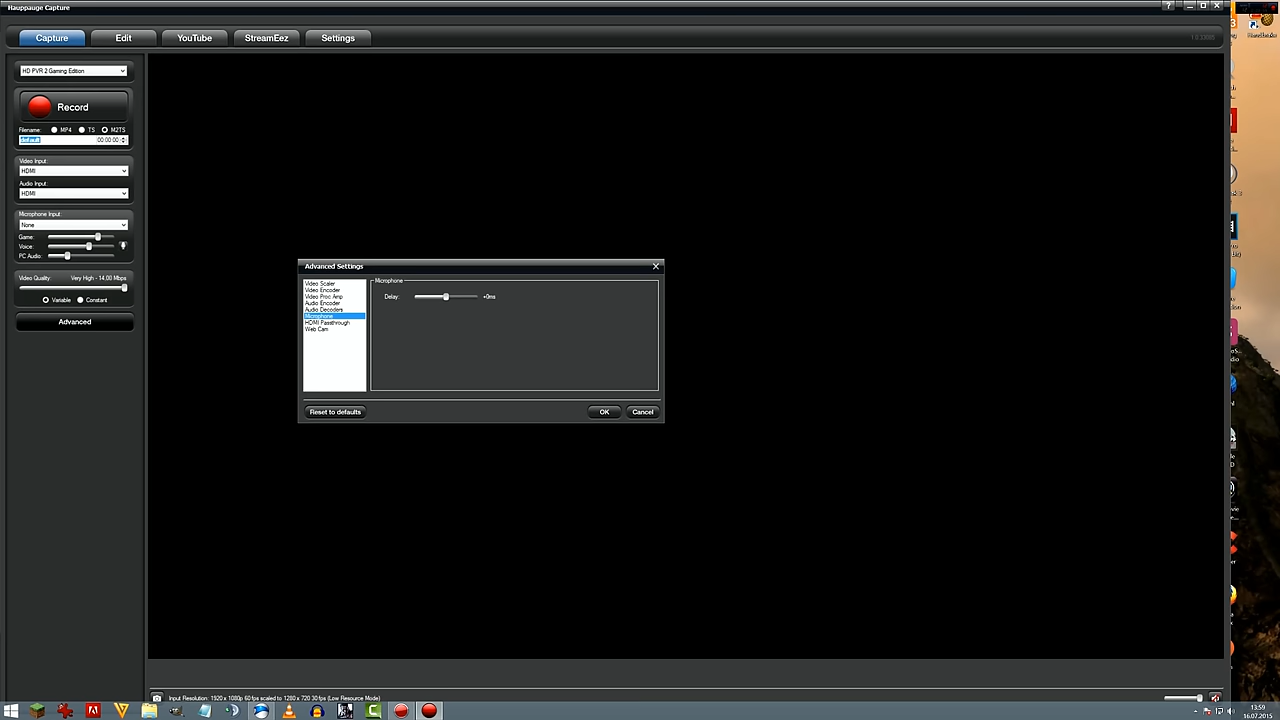 Hauppauge Capture
Capture
Edit
YouTube
StreamEez
Settings
HD PVR 2 Gaming Edition
Record
Filename: MP4 TS M2TS
default 00:00:00
Video Input:
HDMI
Audio Input:
HDMI
Microphone Input:
None
Game:
Voice:
PC Audio:
Video Quality: Very High - 14,00 Mbps
Variable Constant
Advanced
Advanced Settings
Video Scaler
Video Encoder
Video Proc Amp
Audio Encoder
Audio Decoders
Microphone
HDMI Passthrough
Web Cam
Microphone
Delay: +0ms
Reset to defaults
OK
Cancel
Input Resolution: 1920 x 1080p 60 fps scaled to 1280 x 720 30 fps (Low Resource Mode)
13:59
16.07.2015